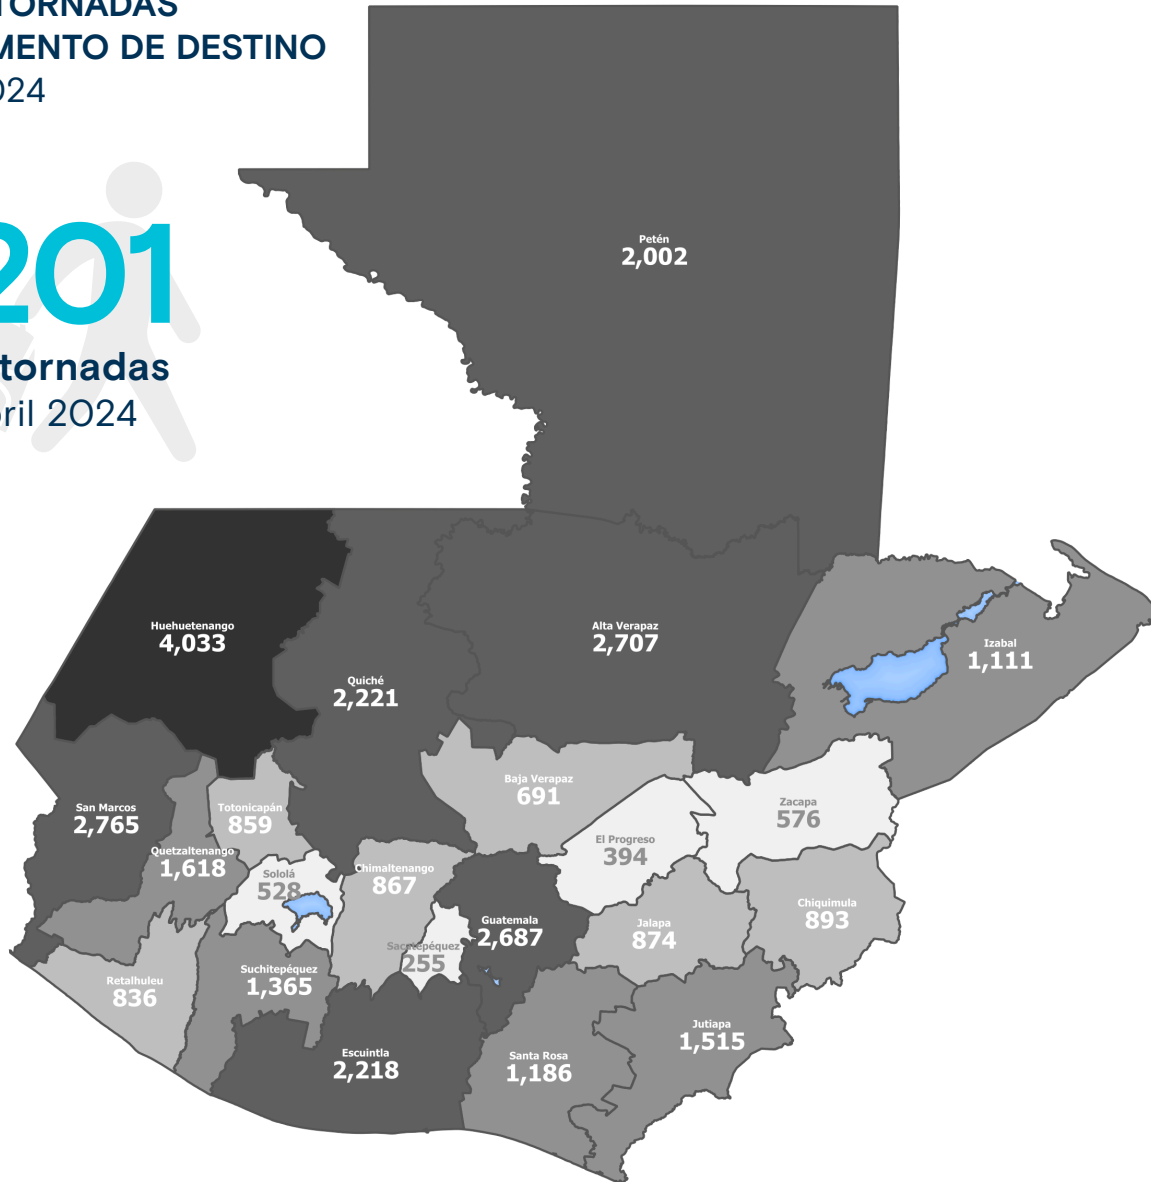 TORNADAS
MENTO DE DESTINO
024
201
tornadas
ril 2024
Petén
2,002
Huehuetenango
4,033
Alta Verapaz
2,707
Izabal
1,111
Quiché
2,221
Baja Verapaz
691
San Marcos
2,765
Totonicapán
859
Zacapa
576
El Progreso
394
Quetzaltenango
1,618
Sololá
528
Chimaltenango
867
Guatemala
2,687
Jalapa
874
Chiquimula
893
Sacatepéquez
255
Retalhuleu
836
Suchitepéquez
1,365
Jutiapa
1,515
Escuintla
2,218
Santa Rosa
1,186